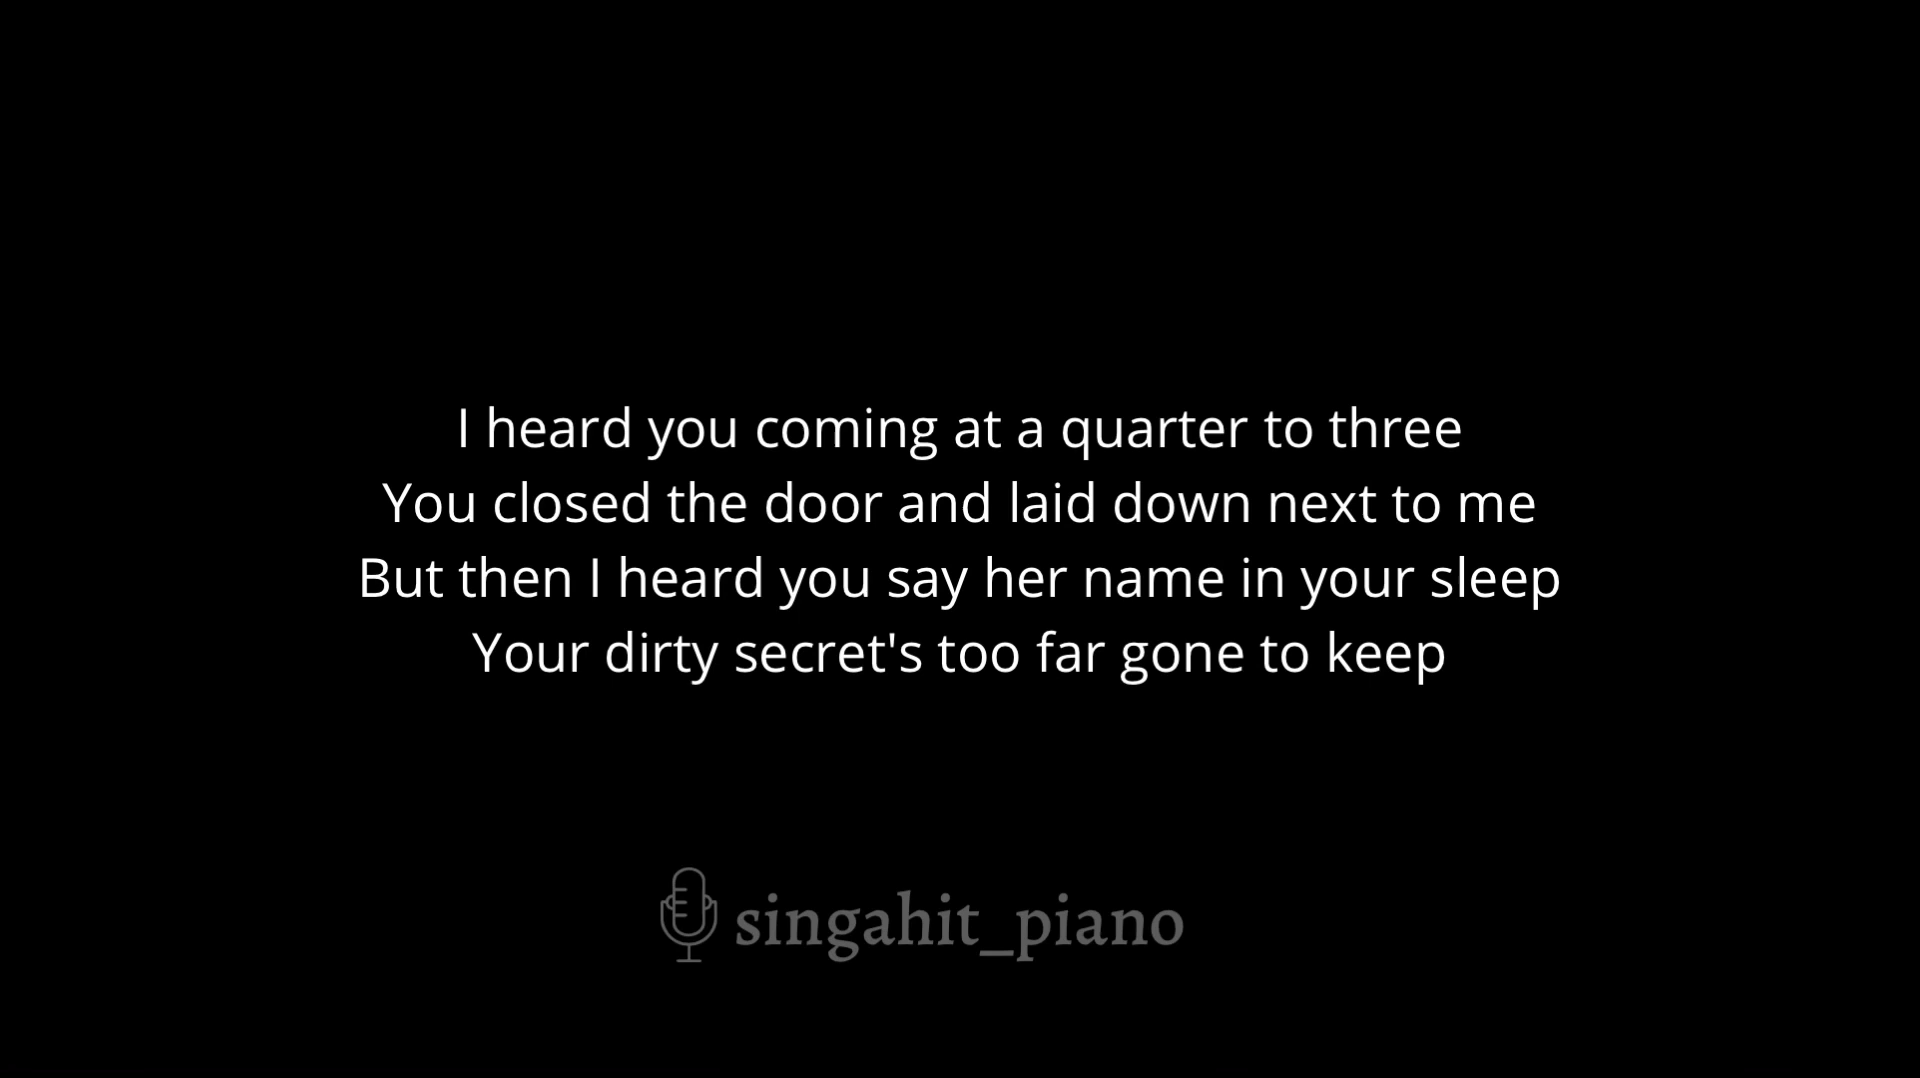 I heard you coming at a quarter to three
You closed the door and laid down next to me
But then I heard you say her name in your sleep
Your dirty secret's too far gone to keep
singahit_piano